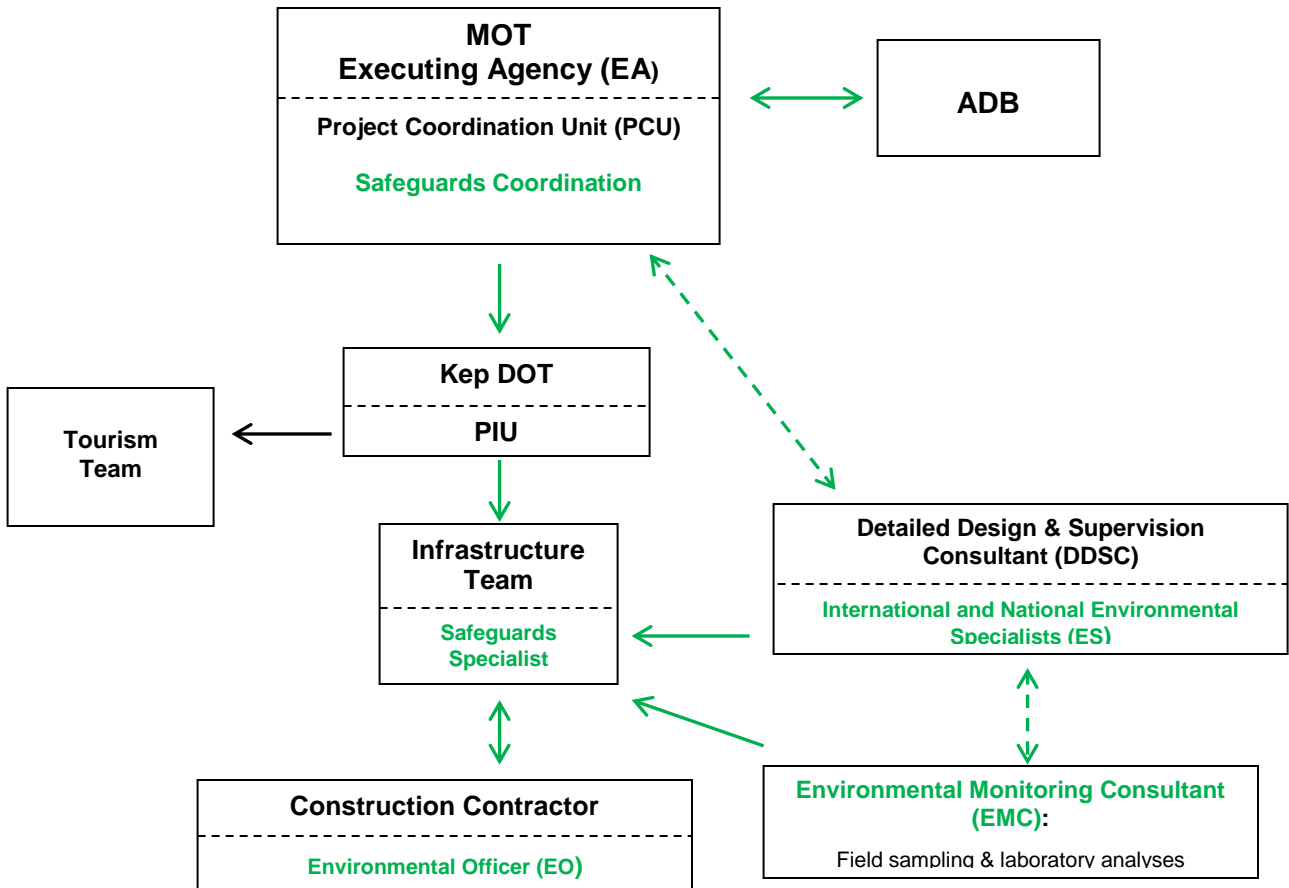 MOT
Executing Agency (EA)
Project Coordination Unit (PCU)
Safeguards Coordination
ADB
Kep DOT
PIU
Tourism
Team
Infrastructure
Team
Safeguards
Specialist
Detailed Design & Supervision
Consultant (DDSC)
International and National Environmental
Specialists (ES)
Construction Contractor
Environmental Officer (EO)
Environmental Monitoring Consultant
(EMC):
Field sampling & laboratory analyses